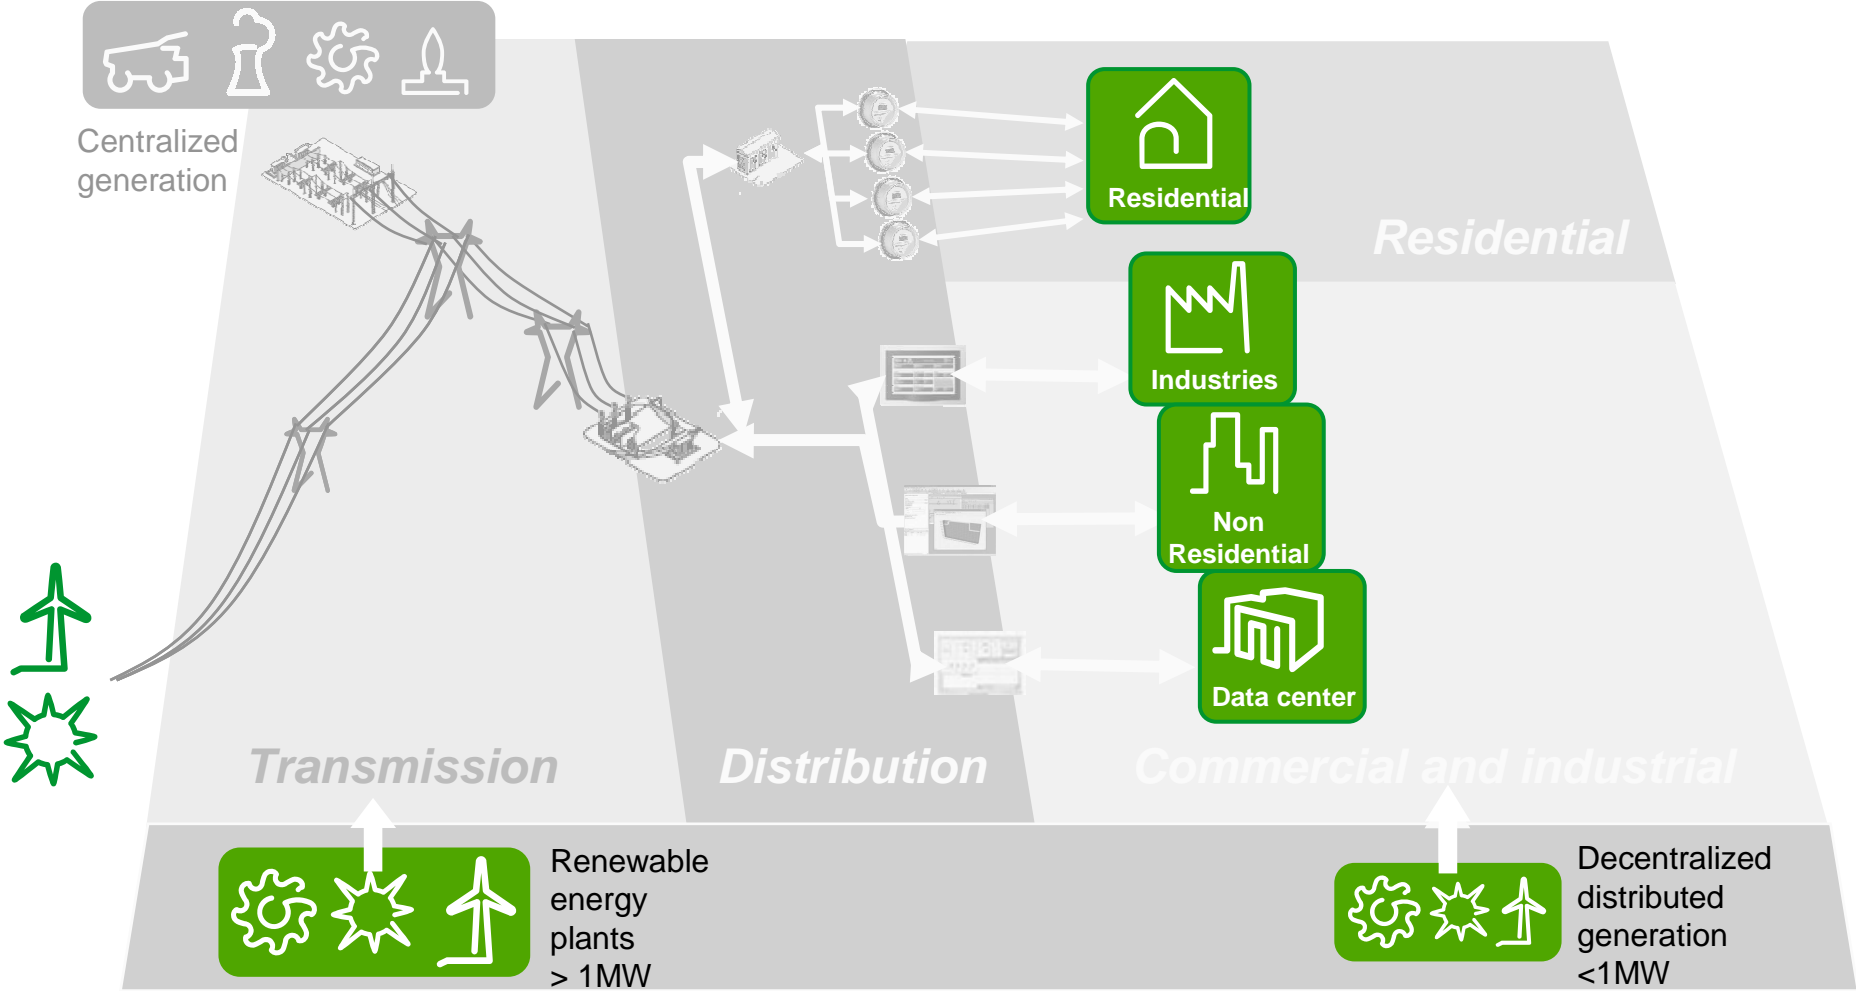 Centralized
generation
Residential
Residential
Industries
Non
Residential
Data center
Transmission
Distribution
Commercial and industrial
Renewable
energy
plants
> 1MW
Decentralized
distributed
generation
<1MW